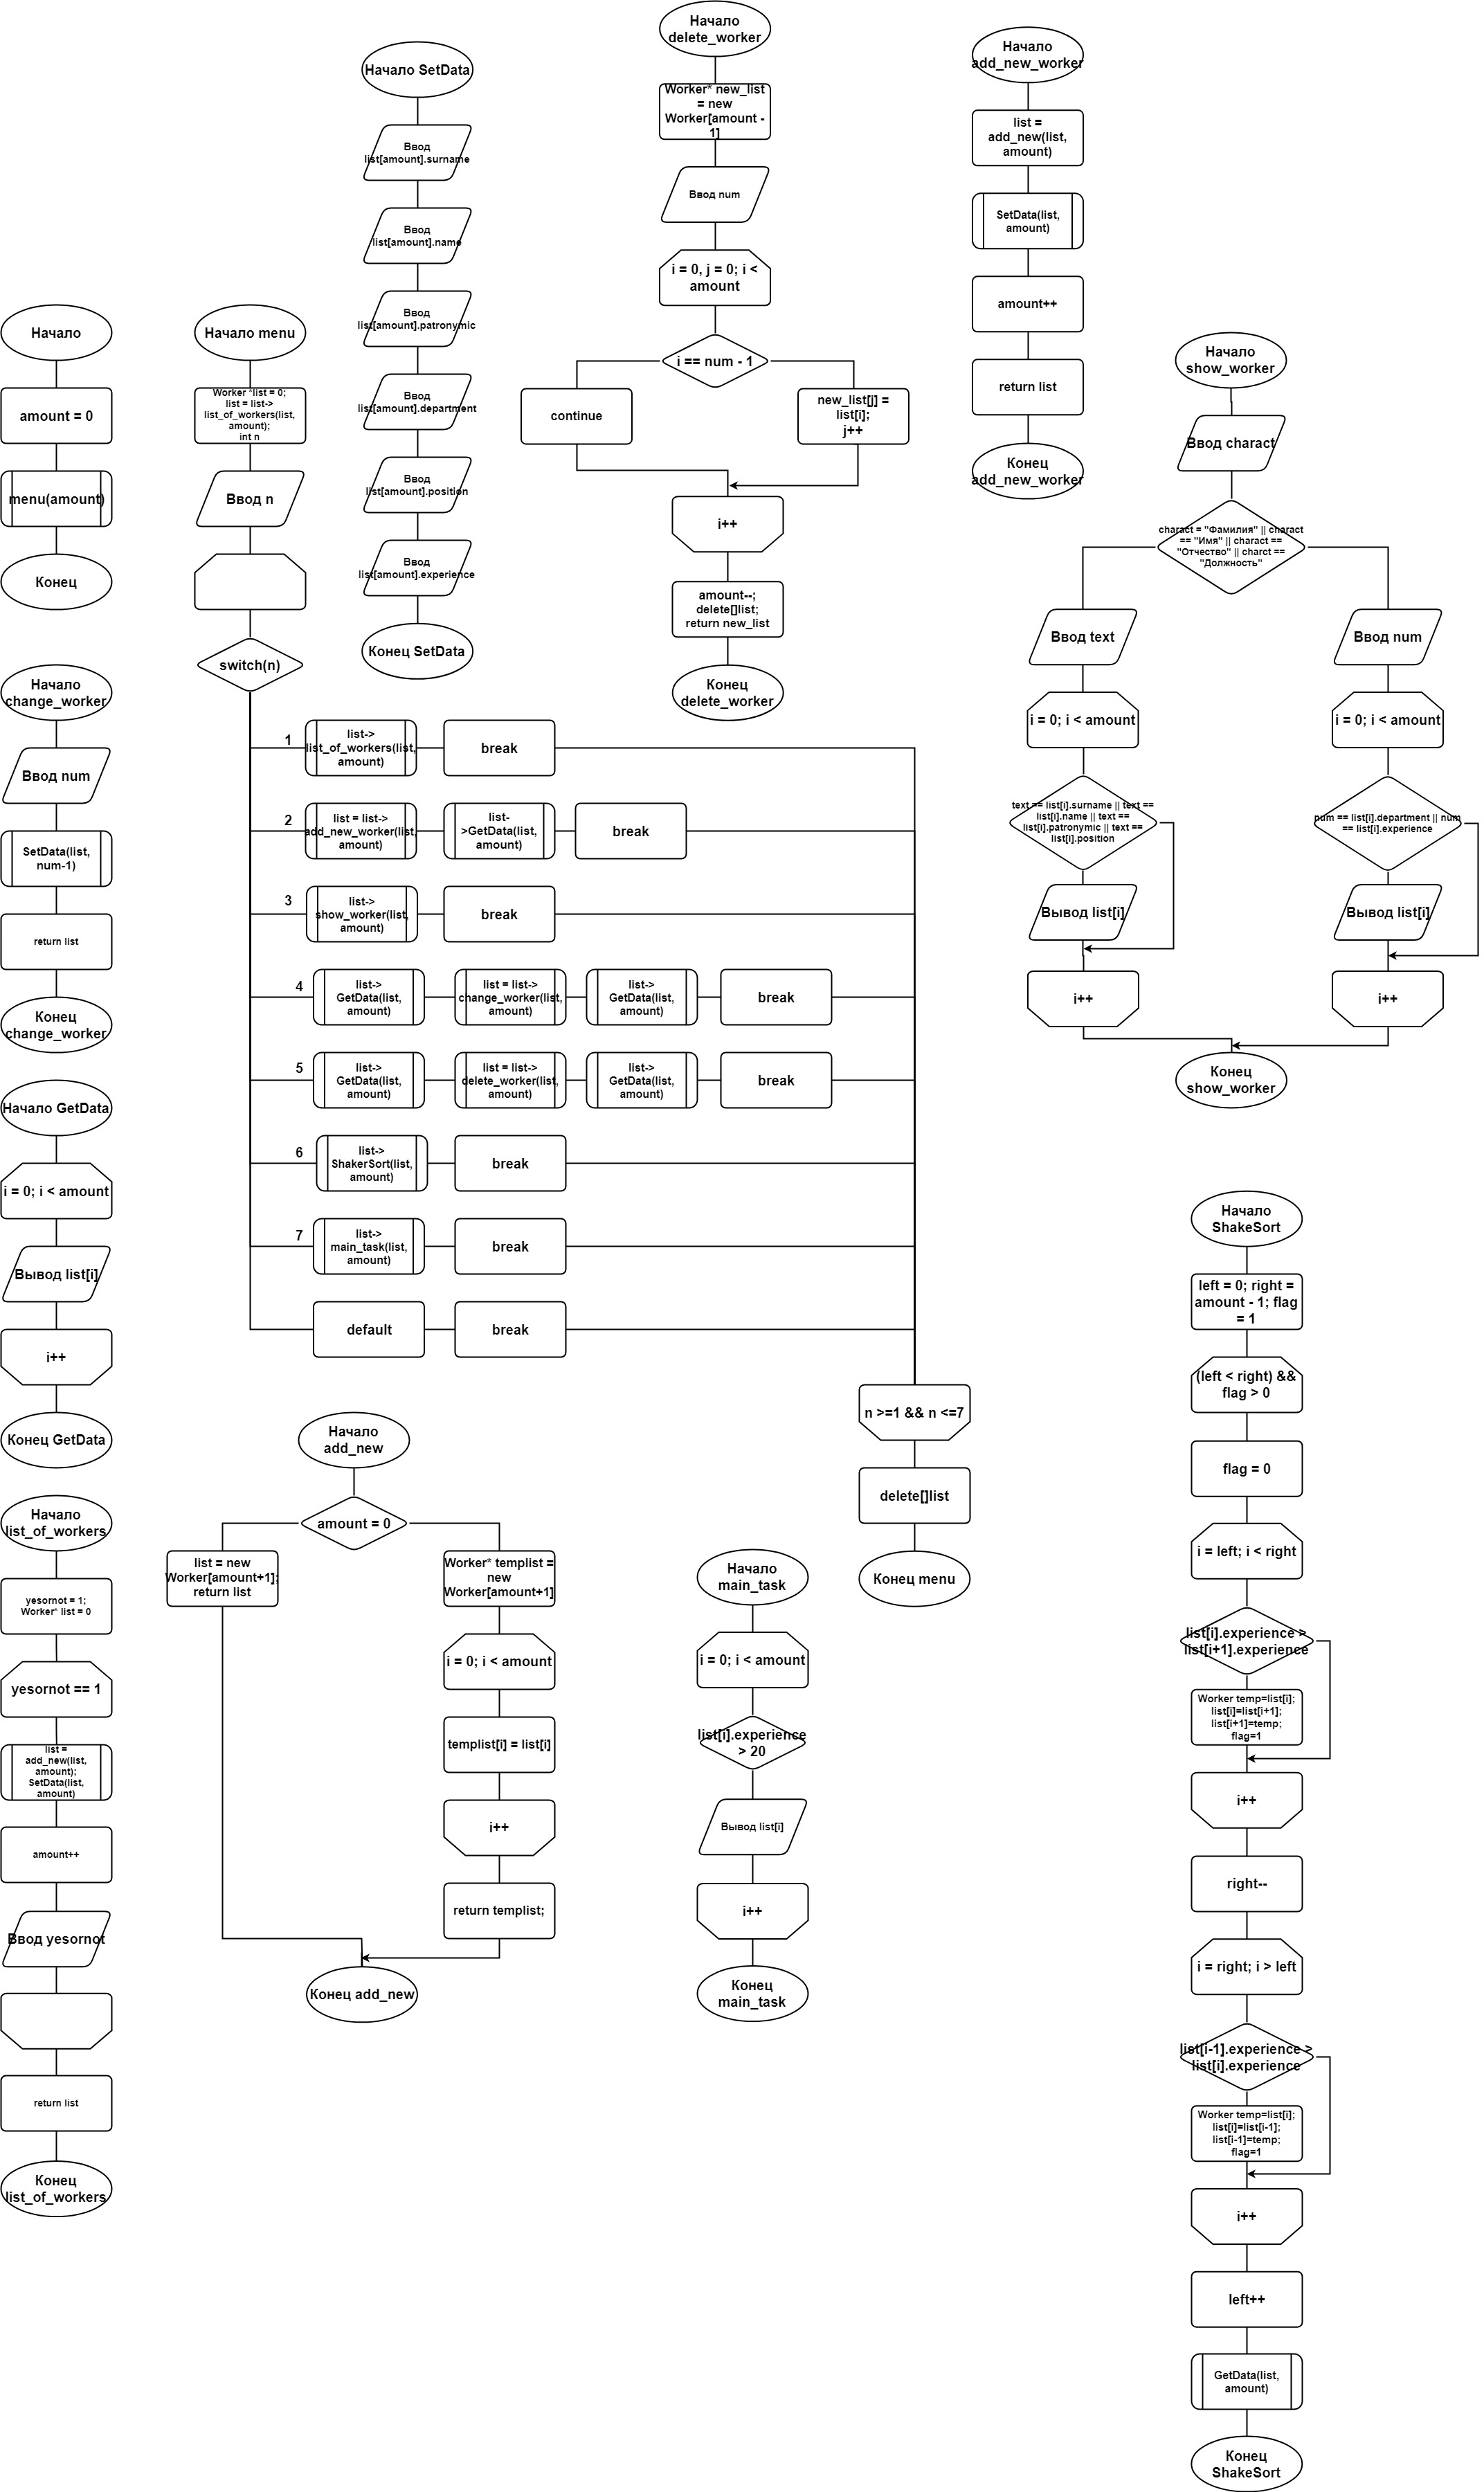 Начало
delete_worker
Worker* new_list
= new
Worker[amount -
1]
Ввод num
i = 0, j = 0; i <
amount
i == num - 1
continue
new_list[j] =
list[i];
j++
i++
amount--;
delete[]list;
return new_list
Конец
delete_worker
Начало
add_new_worker
list =
add_new(list,
amount)
SetData(list,
amount)
amount++
return list
Конец
add_new_worker
Начало SetData
Ввод
list[amount].surname
Ввод
list[amount].name
Ввод
list[amount].patronymic
Ввод
list[amount].department
Ввод
list[amount].position
Ввод
list[amount].experience
Конец SetData
Начало
amount = 0
menu(amount)
Конец
Начало menu
Worker *list = 0;
list = list->
list_of_workers(list,
amount);
int n
Ввод n
switch(n)
1
list->
list_of_workers(list,
amount)
break
2
list = list->
add_new_worker(list,
amount)
list-
>GetData(list,
amount)
break
3
list->
show_worker(list,
amount)
break
4
list->
GetData(list,
amount)
list = list->
change_worker(list,
amount)
list->
GetData(list,
amount)
break
5
list->
GetData(list,
amount)
list = list->
delete_worker(list,
amount)
list->
GetData(list,
amount)
break
6
list->
ShakerSort(list,
amount)
break
7
list->
main_task(list,
amount)
break
default
break
n >=1 && n <=7
delete[]list
Конец menu
Начало
show_worker
Ввод charact
charact = "Фамилия" || charact
== "Имя" || charact ==
"Отчество" || charct ==
"Должность"
Ввод text
i = 0; i < amount
text == list[i].surname || text ==
list[i].name || text ==
list[i].patronymic || text ==
list[i].position
Вывод list[i]
i++
Ввод num
i = 0; i < amount
num == list[i].department || num
== list[i].experience
Вывод list[i]
i++
Конец
show_worker
Начало
change_worker
Ввод num
SetData(list,
num-1)
return list
Конец
change_worker
Начало GetData
i = 0; i < amount
Вывод list[i]
i++
Конец GetData
Начало
list_of_workers
yesornot = 1;
Worker* list = 0
yesornot == 1
list =
add_new(list,
amount);
SetData(list,
amount)
amount++
Ввод yesornot
return list
Конец
list_of_workers
Начало
add_new
amount = 0
list = new
Worker[amount+1];
return list
Worker* templist =
new
Worker[amount+1]
i = 0; i < amount
templist[i] = list[i]
i++
return templist;
Конец add_new
Начало
main_task
i = 0; i < amount
list[i].experience
> 20
Вывод list[i]
i++
Конец
main_task
Начало
ShakeSort
left = 0; right =
amount - 1; flag
= 1
(left < right) &&
flag > 0
flag = 0
i = left; i < right
list[i].experience >
list[i+1].experience
Worker temp=list[i];
list[i]=list[i+1];
list[i+1]=temp;
flag=1
i++
right--
i = right; i > left
list[i-1].experience >
list[i].experience
Worker temp=list[i];
list[i]=list[i-1];
list[i-1]=temp;
flag=1
i++
left++
GetData(list,
amount)
Конец
ShakeSort